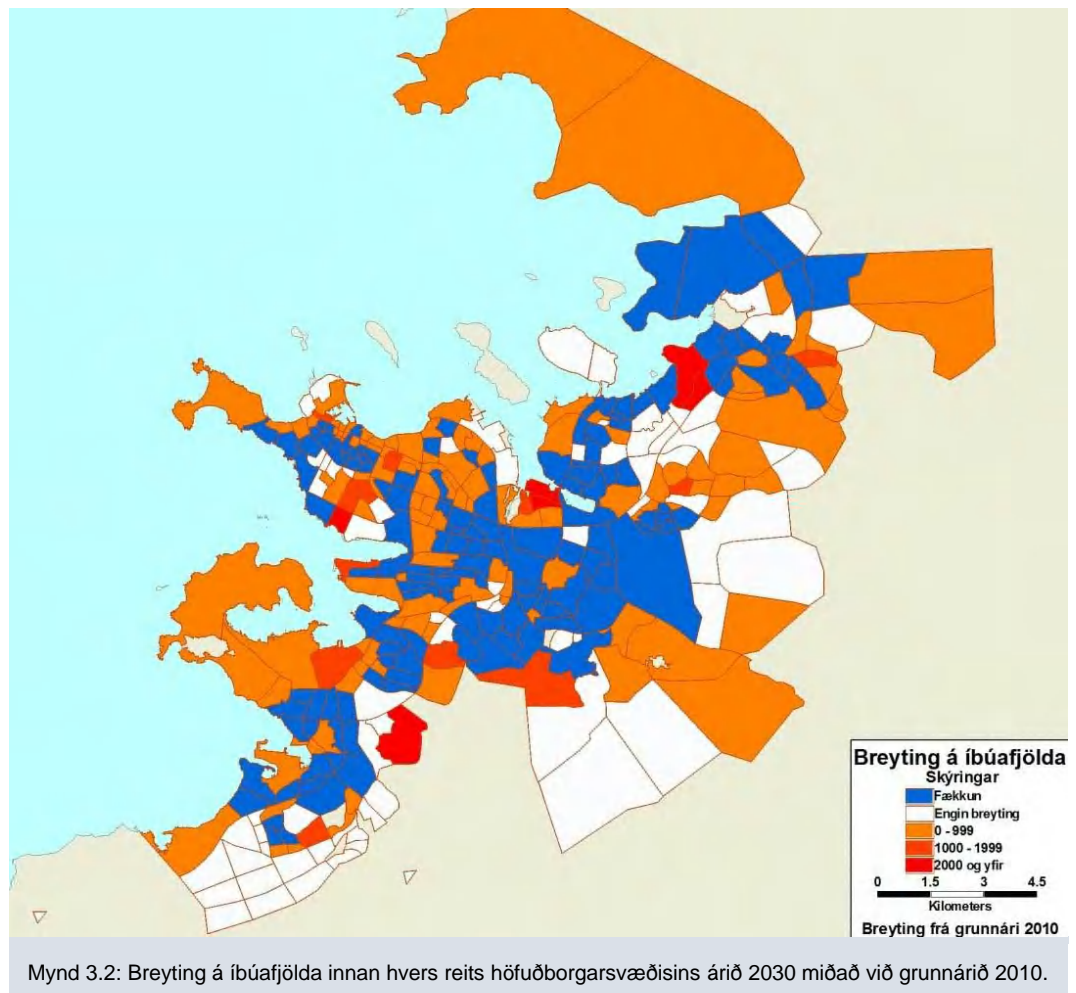 Breyting á íbúafjölda
Skýringar
Fækkun
Engin breyting
0 - 999
1000 - 1999
2000 og yfir
0 1.5 3 4.5
Kilometers
Breyting frá grunnári 2010
Mynd 3.2: Breyting á íbúafjölda innan hvers reits höfuðborgarsvæðisins árið 2030 miðað við grunnárið 2010.